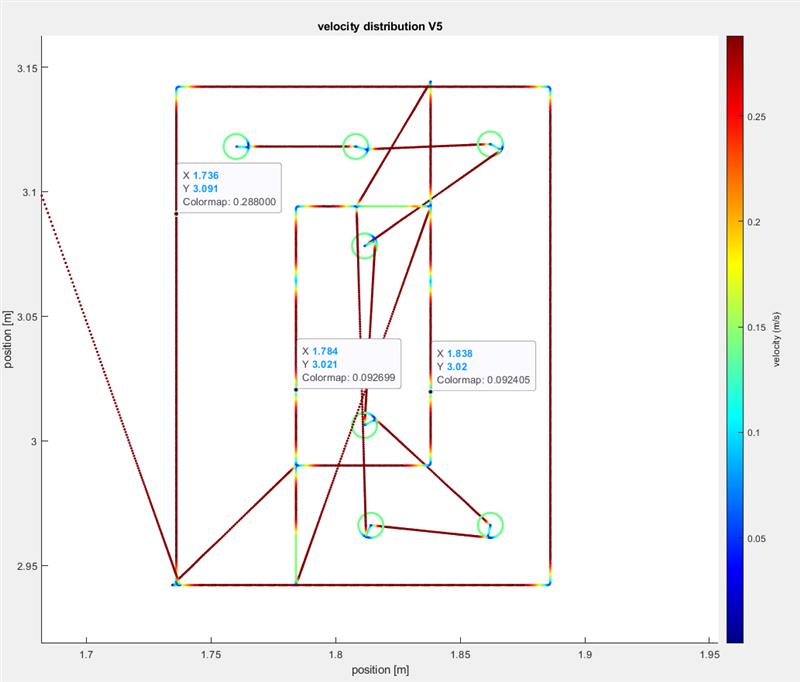 velocity distribution V5
3.15
3.1
3.05
3
2.95
position [m]
X 1.736
Y 3.091
Colormap: 0.288000
X 1.784
Y 3.021
Colormap: 0.092699
X 1.838
Y 3.02
Colormap: 0.092405
1.7
1.75
1.8
1.85
1.9
1.95
position [m]
0.25
0.2
0.15
0.1
0.05
velocity (m/s)